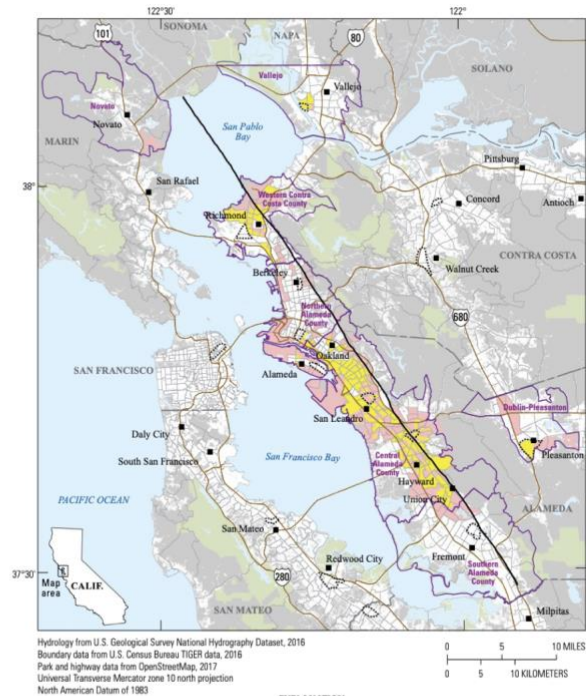 122°30'
122°
SONOMA
NAPA
101
80
SOLANO
Vallejo
Vallejo
Novato
Novato
San Pablo
Bay
MARIN
Pittsburg
38°
San Rafael
Antioch
Western Contra
Costa County
Concord
Richmond
CONTRA COSTA
Walnut Creek
Berkeley
Northern
Alameda
County
680
Oakland
SAN FRANCISCO
Alameda
Dublin-Pleasanton
San Leandro
Daly City
Pleasanton
South San Francisco
San Francisco Bay
Central
Alameda
County
Hayward
ALAMEDA
Union City
PACIFIC OCEAN
San Mateo
Fremont
Redwood City
Southern
Alameda
County
37°30'
280
Map
area
CALIF.
SAN MATEO
Milpitas
Hydrology from U.S. Geological Survey National Hydrography Dataset, 2016
Boundary data from U.S. Census Bureau TIGER data, 2016
Park and highway data from OpenStreetMap, 2017
Universal Transverse Mercator zone 10 north projection
North American Datum of 1983
0 5 10 MILES
0 5 10 KILOMETERS